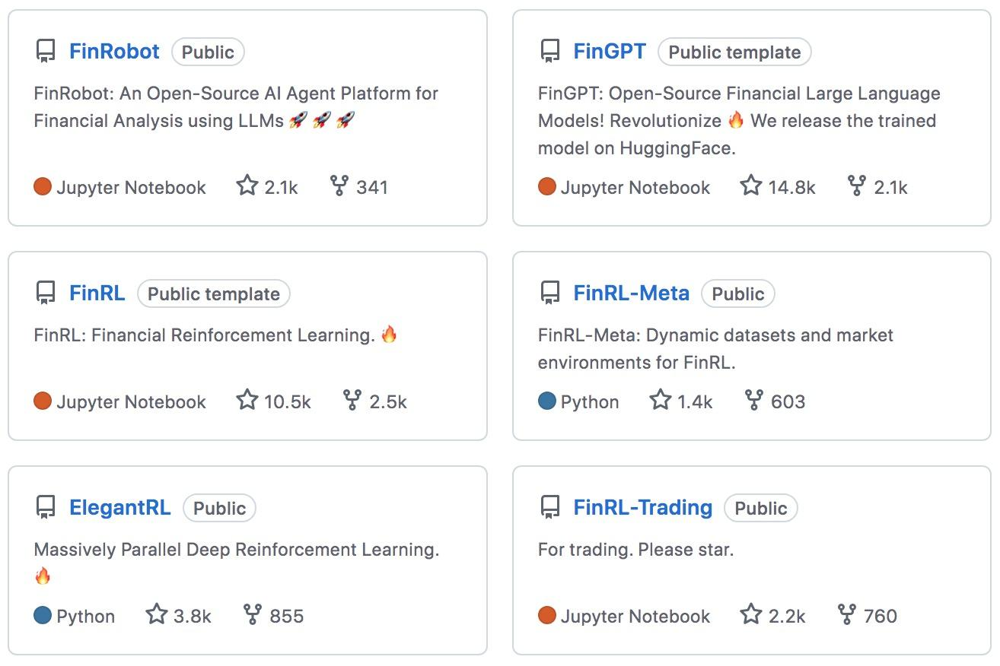 FinRobot Public
FinRobot: An Open-Source AI Agent Platform for
Financial Analysis using LLMs 🚀 🚀 🚀
Jupyter Notebook 2.1k 341
FinGPT Public template
FinGPT: Open-Source Financial Large Language
Models! Revolutionize 🔥 We release the trained
model on HuggingFace.
Jupyter Notebook 14.8k 2.1k
FinRL Public template
FinRL: Financial Reinforcement Learning. 🔥
Jupyter Notebook 10.5k 2.5k
FinRL-Meta Public
FinRL-Meta: Dynamic datasets and market
environments for FinRL.
Python 1.4k 603
ElegantRL Public
Massively Parallel Deep Reinforcement Learning.
🔥
Python 3.8k 855
FinRL-Trading Public
For trading. Please star.
Jupyter Notebook 2.2k 760